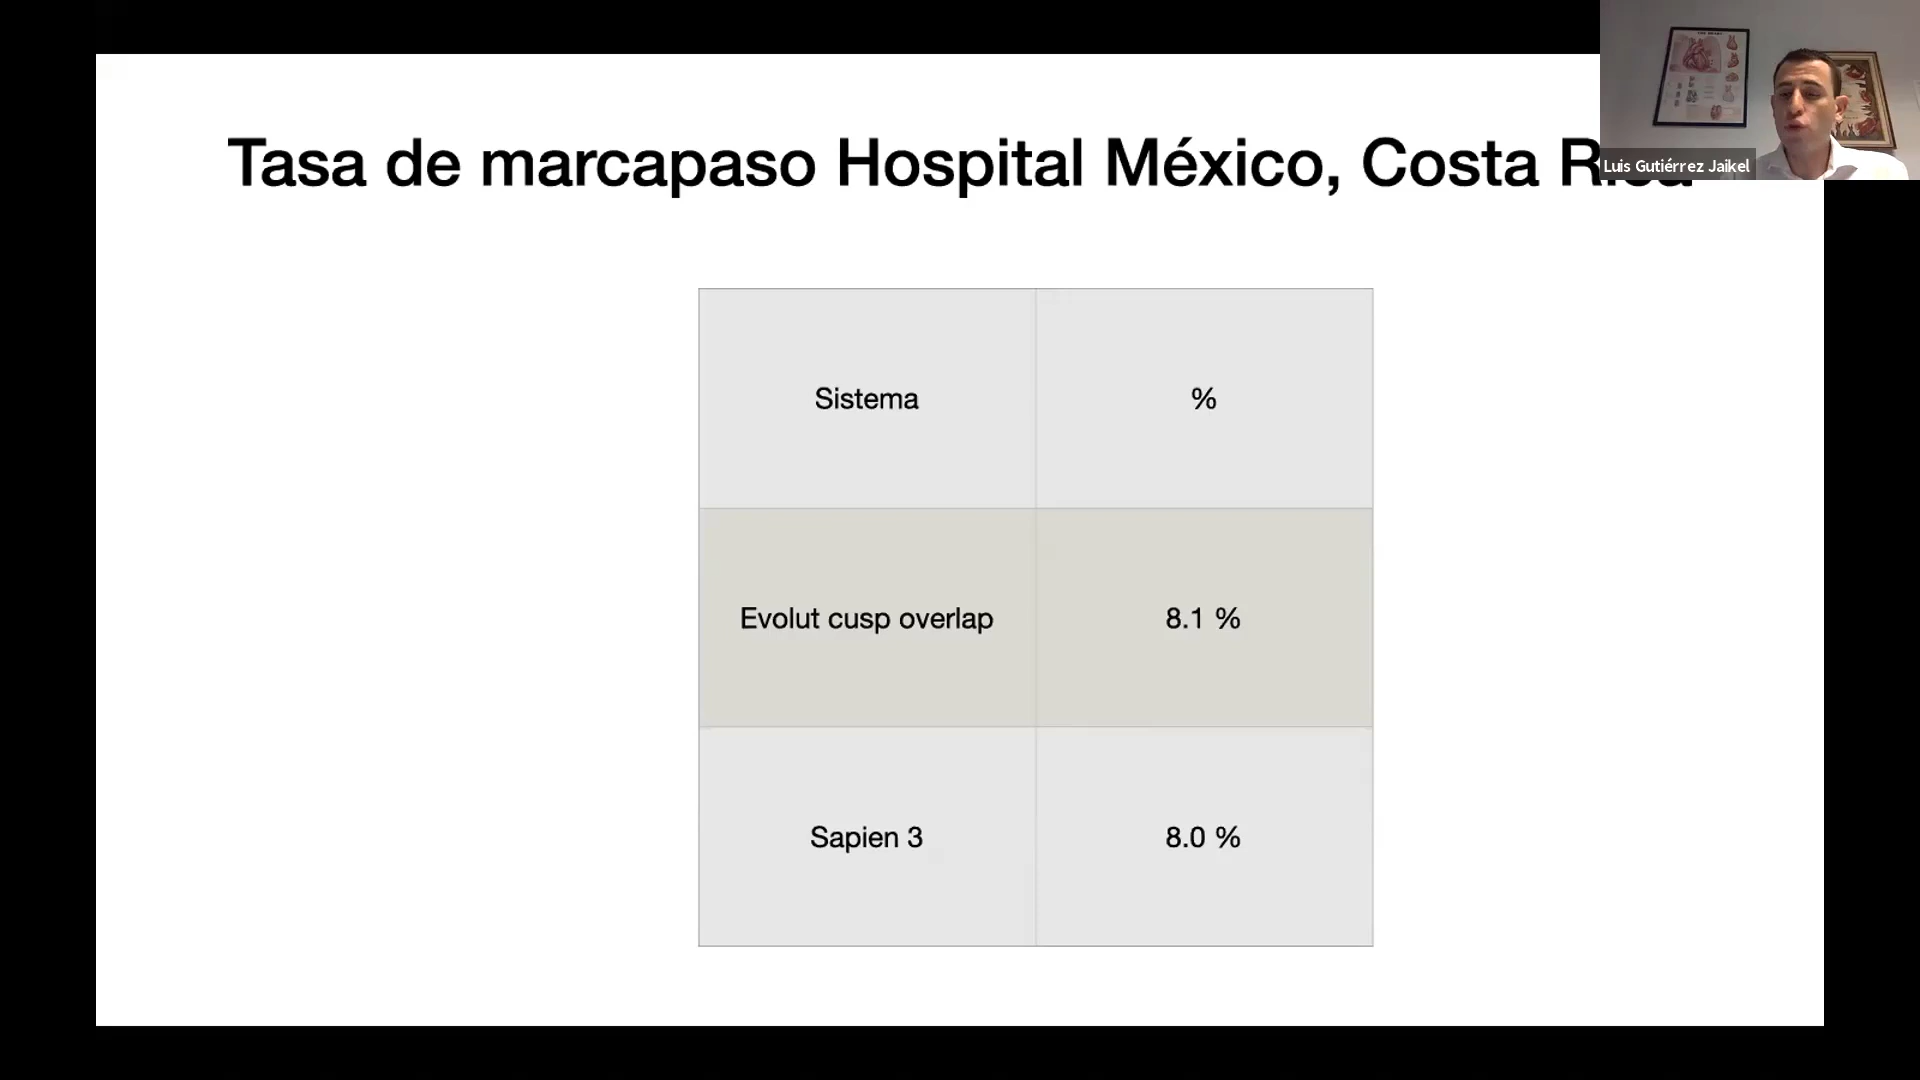 Tasa de marcapaso Hospital México, Costa Rica
Luis Gutiérrez Jaikel
Sistema
%
Evolut cusp overlap
8.1 %
Sapien 3
8.0 %